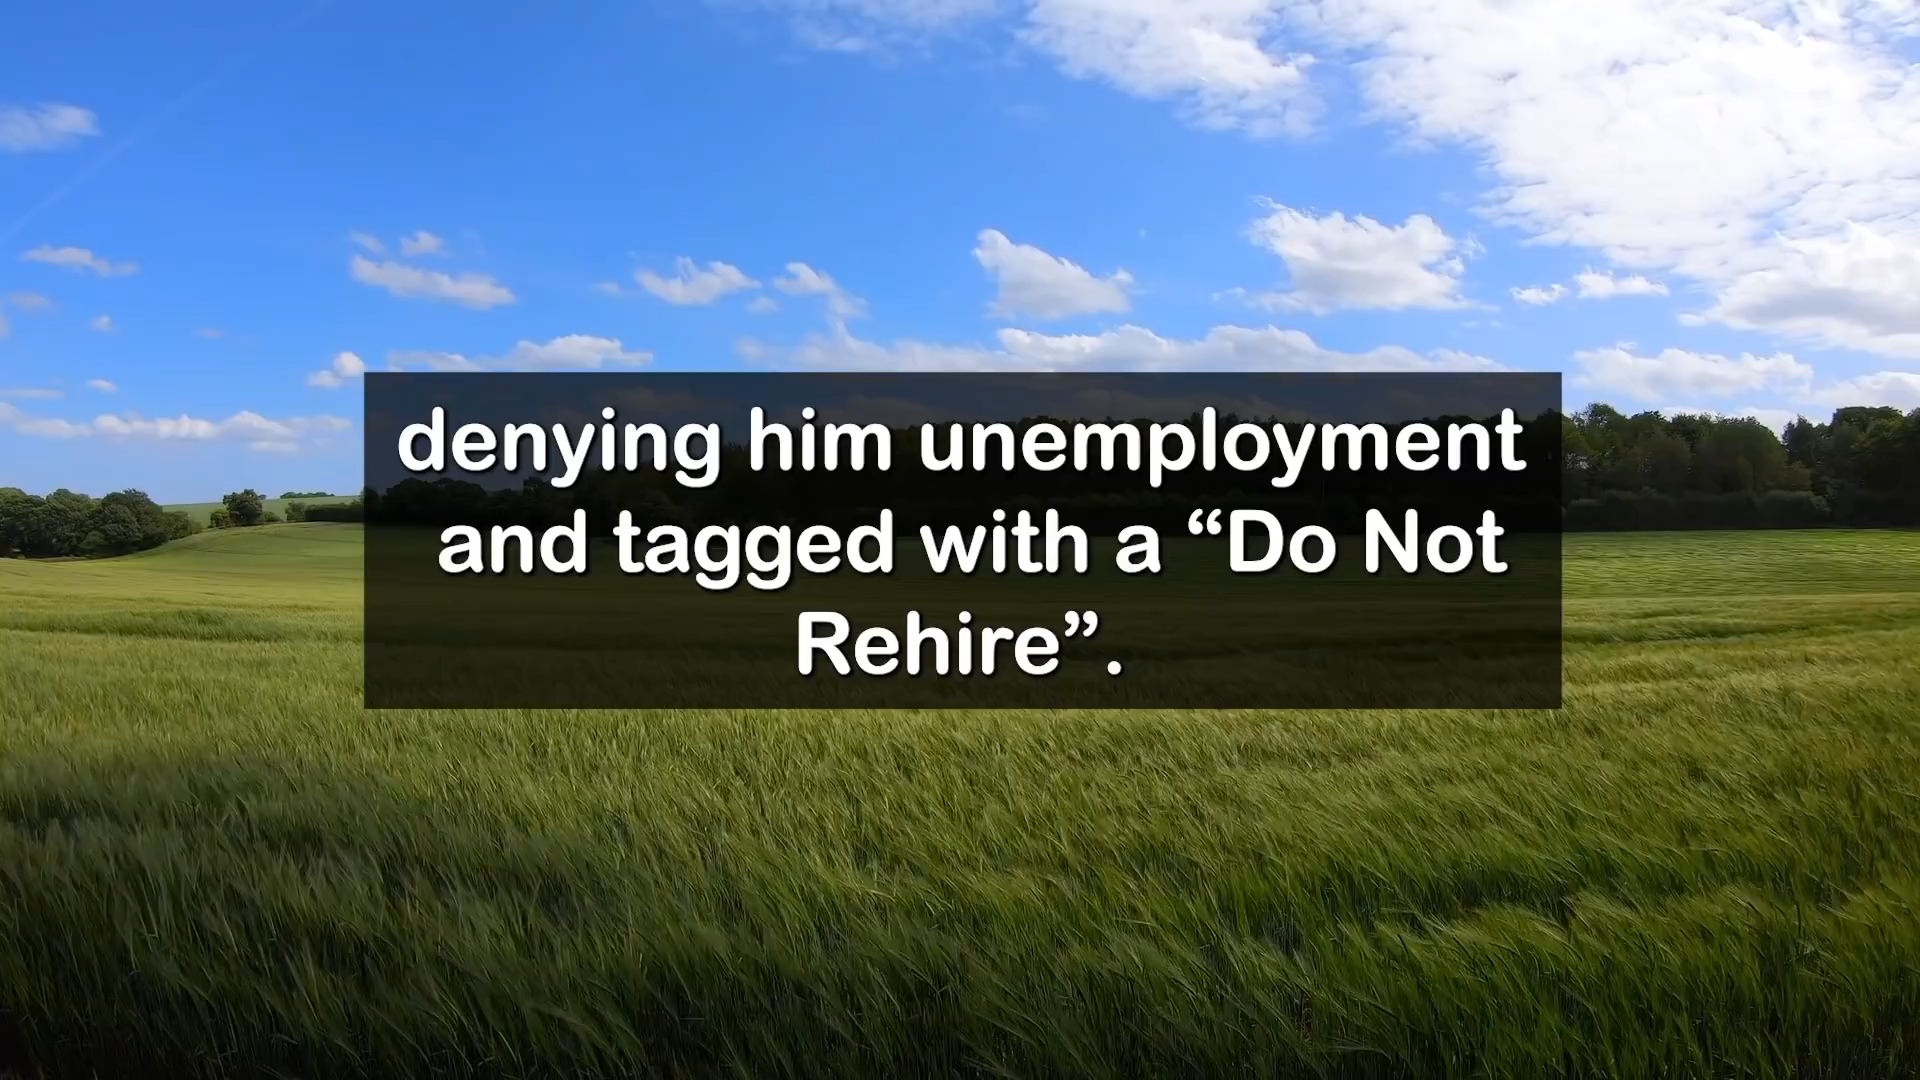 denying him unemployment
and tagged with a “Do Not
Rehire”.